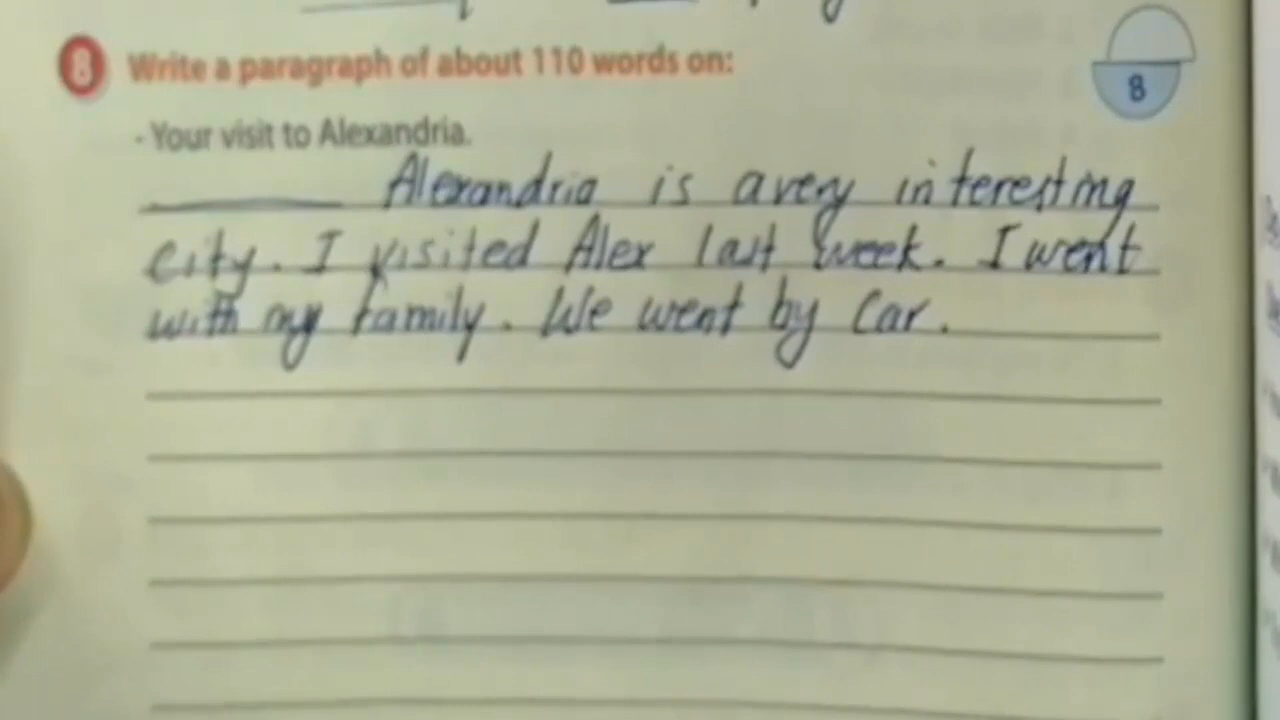 8 Write a paragraph of about 110 words on:
8
- Your visit to Alexandria.
Alexandria is a very interesting
city. I visited Alex last week. I went
with my family. We went by Car.